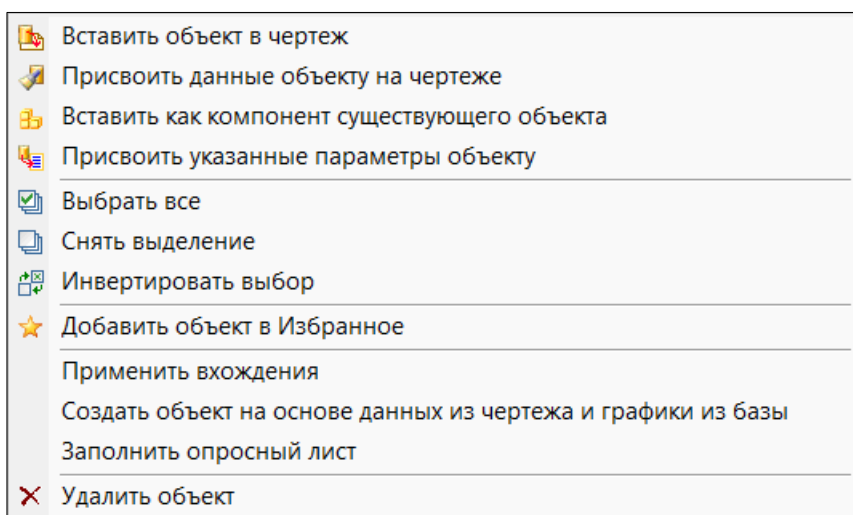 Вставить объект в чертеж
Присвоить данные объекту на чертеже
Вставить как компонент существующего объекта
Присвоить указанные параметры объекту
Выбрать все
Снять выделение
Инвертировать выбор
Добавить объект в Избранное
Применить вхождения
Создать объект на основе данных из чертежа и графики из базы
Заполнить опросный лист
Удалить объект